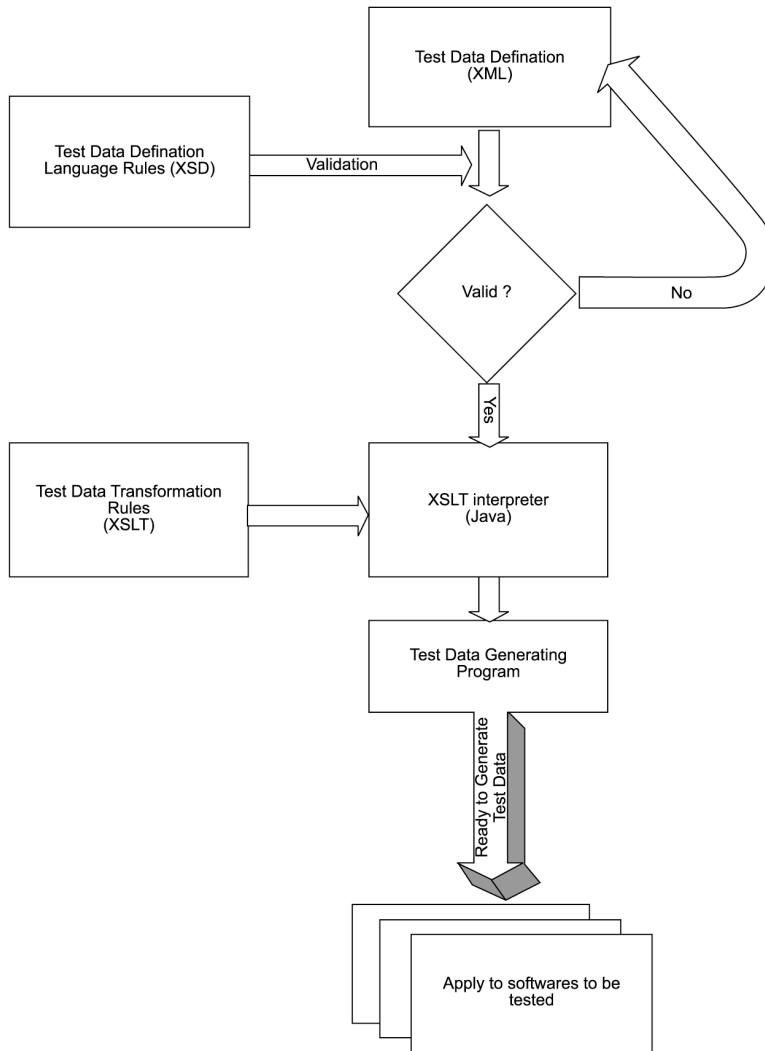 Test Data Defination
(XML)
Test Data Defination
Language Rules (XSD)
Validation
Valid ?
No
Yes
Test Data Transformation
Rules
(XSLT)
XSLT interpreter
(Java)
Test Data Generating
Program
Ready to Generate
Test Data
Apply to softwares to be
tested